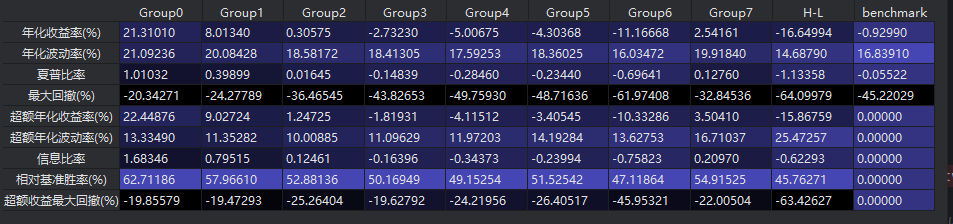 Group0 Group1 Group2 Group3 Group4 Group5 Group6 Group7 H-L benchmark
年化收益率(%) 21.31010 8.01340 0.30575 -2.73230 -5.00675 -4.30368 -11.16668 2.54161 -16.64994 -0.92990
年化波动率(%) 21.09236 20.08428 18.58172 18.41305 17.59253 18.36025 16.03472 19.91840 14.68790 16.83910
夏普比率 1.01032 0.39899 0.01645 -0.14839 -0.28460 -0.23440 -0.69641 0.12760 -1.13358 -0.05522
最大回撤(%) -20.34271 -24.27789 -36.46545 -43.82653 -49.75930 -48.71636 -61.97408 -32.84536 -64.09979 -45.22029
超额年化收益率(%) 22.44876 9.02724 1.24725 -1.81931 -4.11512 -3.40545 -10.33286 3.50410 -15.86759 0.00000
超额年化波动率(%) 13.33490 11.35282 10.00885 11.09629 11.97203 14.19284 13.62753 16.71037 25.47257 0.00000
信息比率 1.68346 0.79515 0.12461 -0.16396 -0.34373 -0.23994 -0.75823 0.20970 -0.62293 0.00000
相对基准胜率(%) 62.71186 57.96610 52.88136 50.16949 49.15254 51.52542 47.11864 54.91525 45.76271 0.00000
超额收益最大回撤(%) -19.85579 -19.47293 -25.26404 -19.62792 -24.21956 -26.40517 -45.95321 -22.00504 -63.42627 0.00000